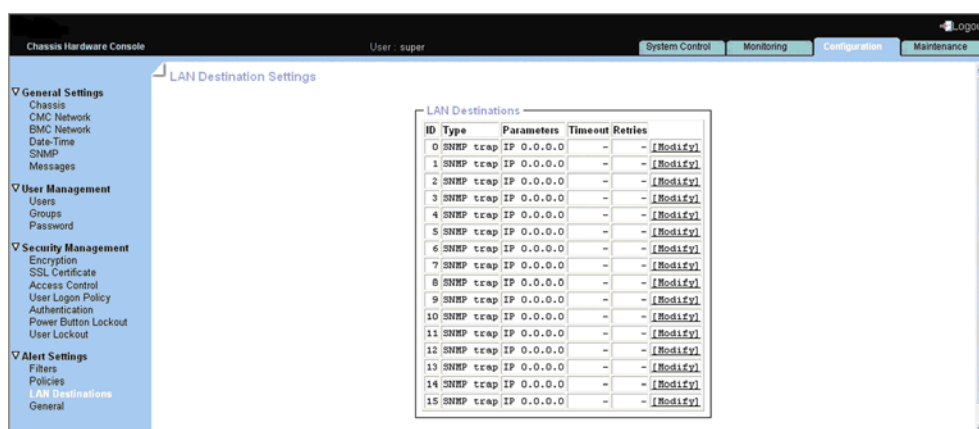 Logou
Chassis Hardware Console
User : super
System Control
Monitoring
Configuration
Maintenance
LAN Destination Settings
General Settings
Chassis
CMC Network
BMC Network
Date-Time
SNMP
Messages
User Management
Users
Groups
Password
Security Management
Encryption
SSL Certificate
Access Control
User Logon Policy
Authentication
Power Button Lockout
User Lockout
Alert Settings
Filters
Policies
LAN Destinations
General
LAN Destinations
ID Type Parameters Timeout Retries
0 SNMP trap IP 0.0.0.0 - - [Modify]
1 SNMP trap IP 0.0.0.0 - - [Modify]
2 SNMP trap IP 0.0.0.0 - - [Modify]
3 SNMP trap IP 0.0.0.0 - - [Modify]
4 SNMP trap IP 0.0.0.0 - - [Modify]
5 SNMP trap IP 0.0.0.0 - - [Modify]
6 SNMP trap IP 0.0.0.0 - - [Modify]
7 SNMP trap IP 0.0.0.0 - - [Modify]
8 SNMP trap IP 0.0.0.0 - - [Modify]
9 SNMP trap IP 0.0.0.0 - - [Modify]
10 SNMP trap IP 0.0.0.0 - - [Modify]
11 SNMP trap IP 0.0.0.0 - - [Modify]
12 SNMP trap IP 0.0.0.0 - - [Modify]
13 SNMP trap IP 0.0.0.0 - - [Modify]
14 SNMP trap IP 0.0.0.0 - - [Modify]
15 SNMP trap IP 0.0.0.0 - - [Modify]